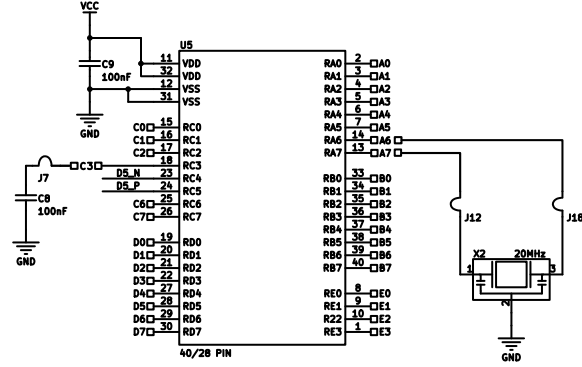 VCC
U5
C9
100nF
GND
11 VDD
32 VDD
12 VSS
31 VSS
C0 15 RC0
C1 16 RC1
C2 17 RC2
C3 18 RC3
D5_N 23 RC4
D5_P 24 RC5
C6 25 RC6
C7 26 RC7
J7
C8
100nF
GND
D0 19 RD0
D1 20 RD1
D2 21 RD2
D3 22 RD3
D4 27 RD4
D5 28 RD5
D6 29 RD6
D7 30 RD7
RA0 2 A0
RA1 3 A1
RA2 4 A2
RA3 5 A3
RA4 6 A4
RA5 7 A5
RA6 14 A6
RA7 13 A7
RB0 33 B0
RB1 34 B1
RB2 35 B2
RB3 36 B3
RB4 37 B4
RB5 38 B5
RB6 39 B6
RB7 40 B7
RE0 8 E0
RE1 9 E1
R22 10 E2
RE3 1 E3
40/28 PIN
J12
J18
X2 20MHz
1 3
2
GND